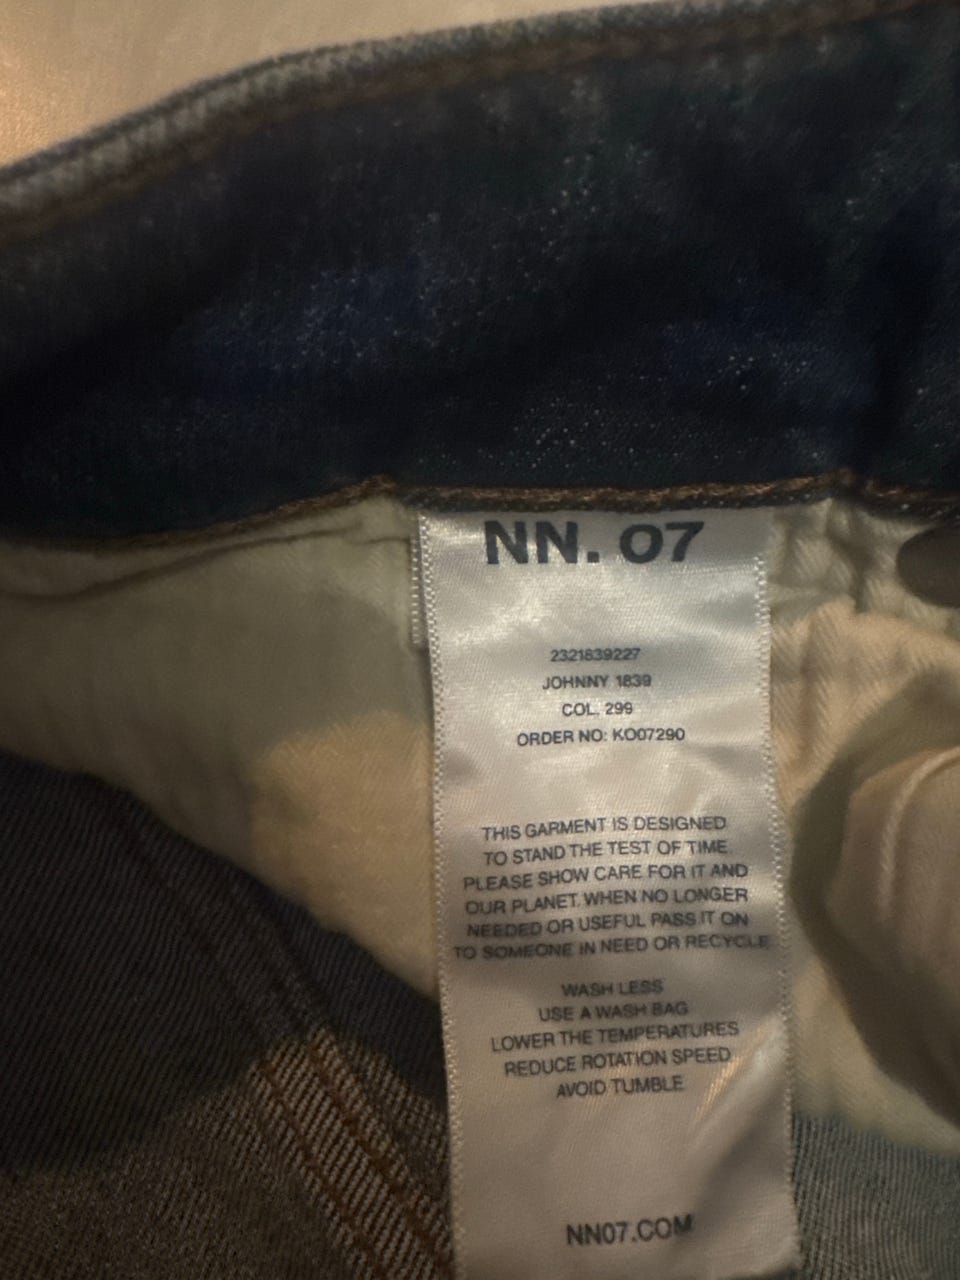 NN. 07
2321839227
JOHNNY 1839
COL. 299
ORDER NO: KO07290
THIS GARMENT IS DESIGNED
TO STAND THE TEST OF TIME.
PLEASE SHOW CARE FOR IT AND
OUR PLANET. WHEN NO LONGER
NEEDED OR USEFUL PASS IT ON
TO SOMEONE IN NEED OR RECYCLE
WASH LESS
USE A WASH BAG
LOWER THE TEMPERATURES
REDUCE ROTATION SPEED
AVOID TUMBLE
NN07.COM